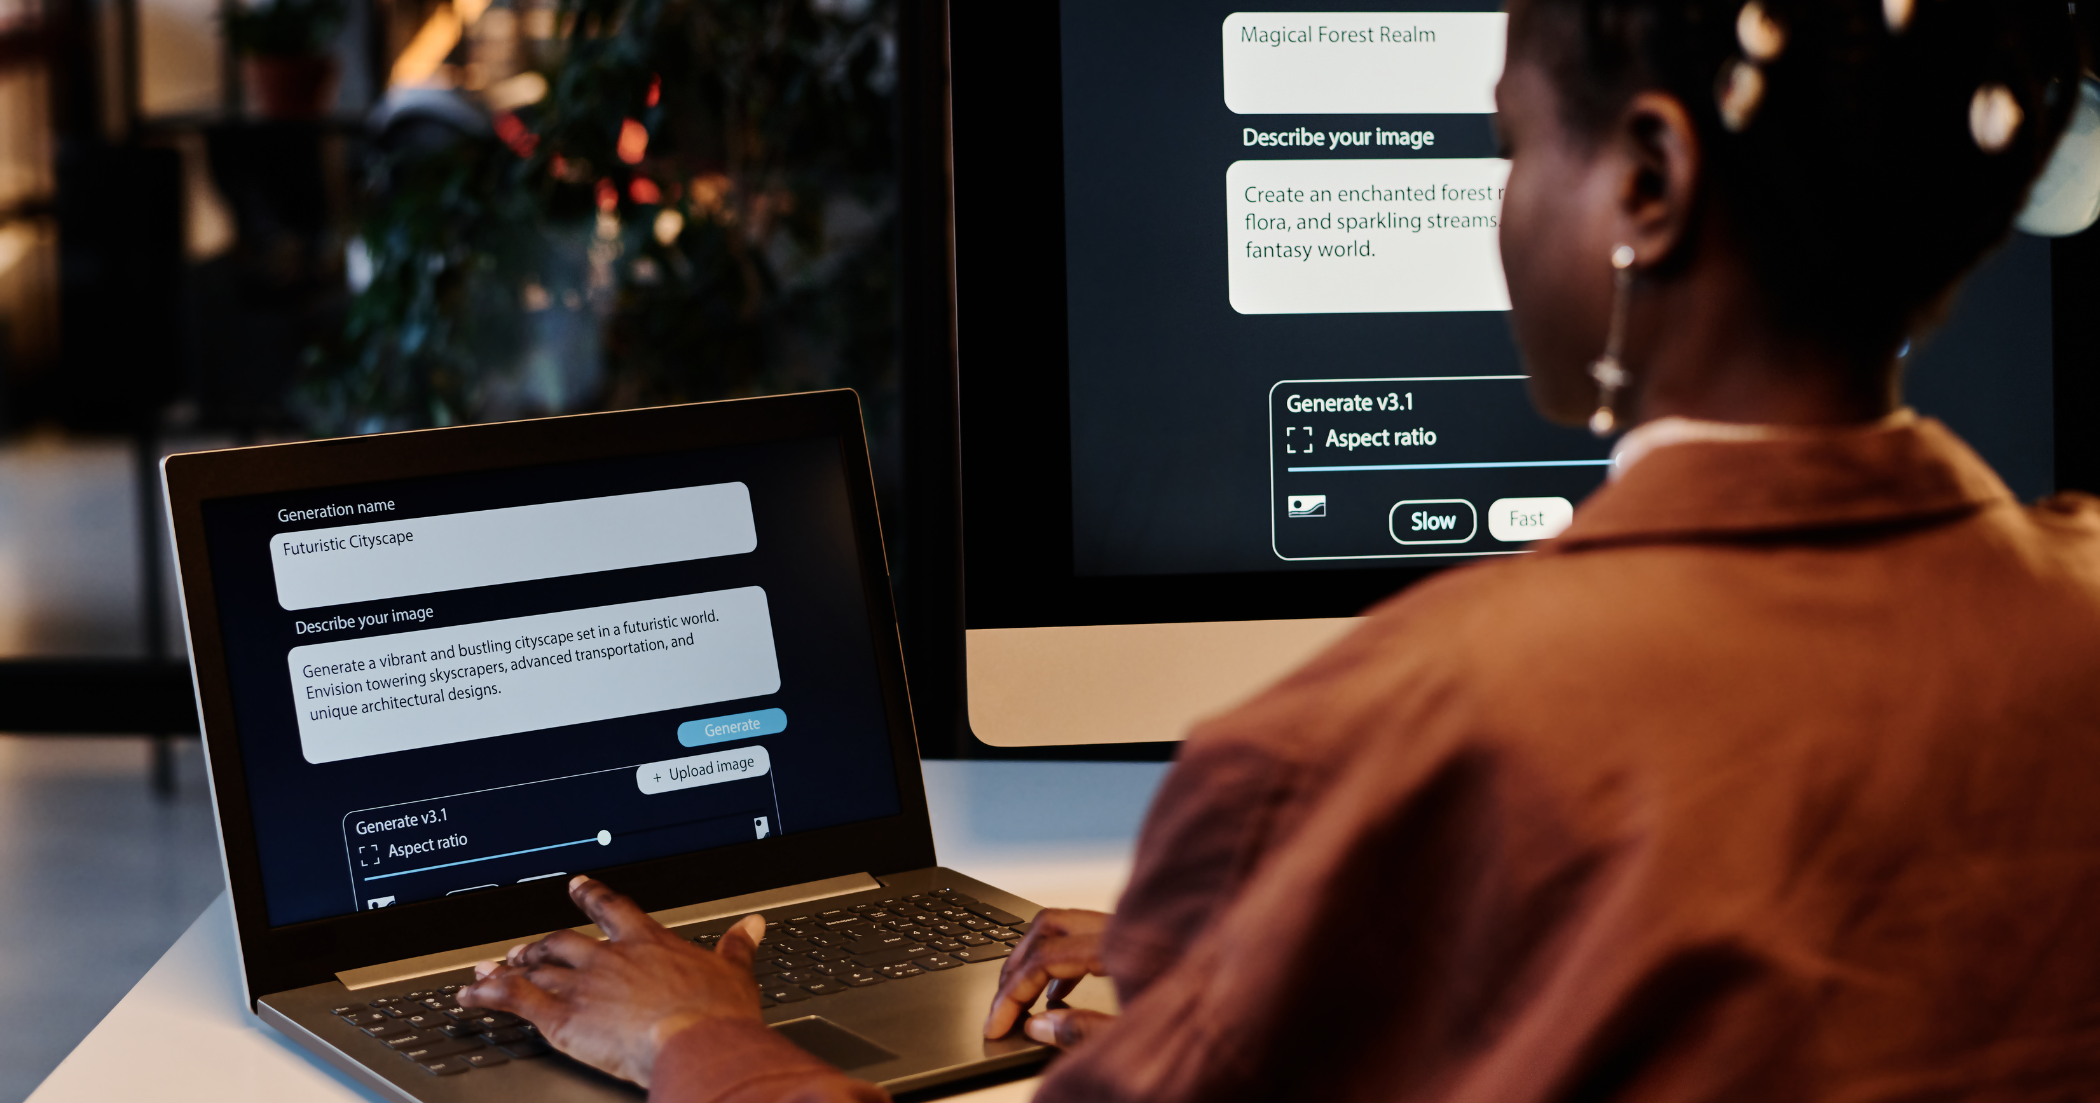 Magical Forest Realm
Describe your image
Create an enchanted forest
flora, and sparkling streams.
fantasy world.
Generate v3.1
Aspect ratio
Slow
Fast
Generation name
Futuristic Cityscape
Describe your image
Generate a vibrant and bustling cityscape set in a futuristic world.
Envision towering skyscrapers, advanced transportation, and
unique architectural designs.
Generate
+ Upload image
Generate v3.1
Aspect ratio